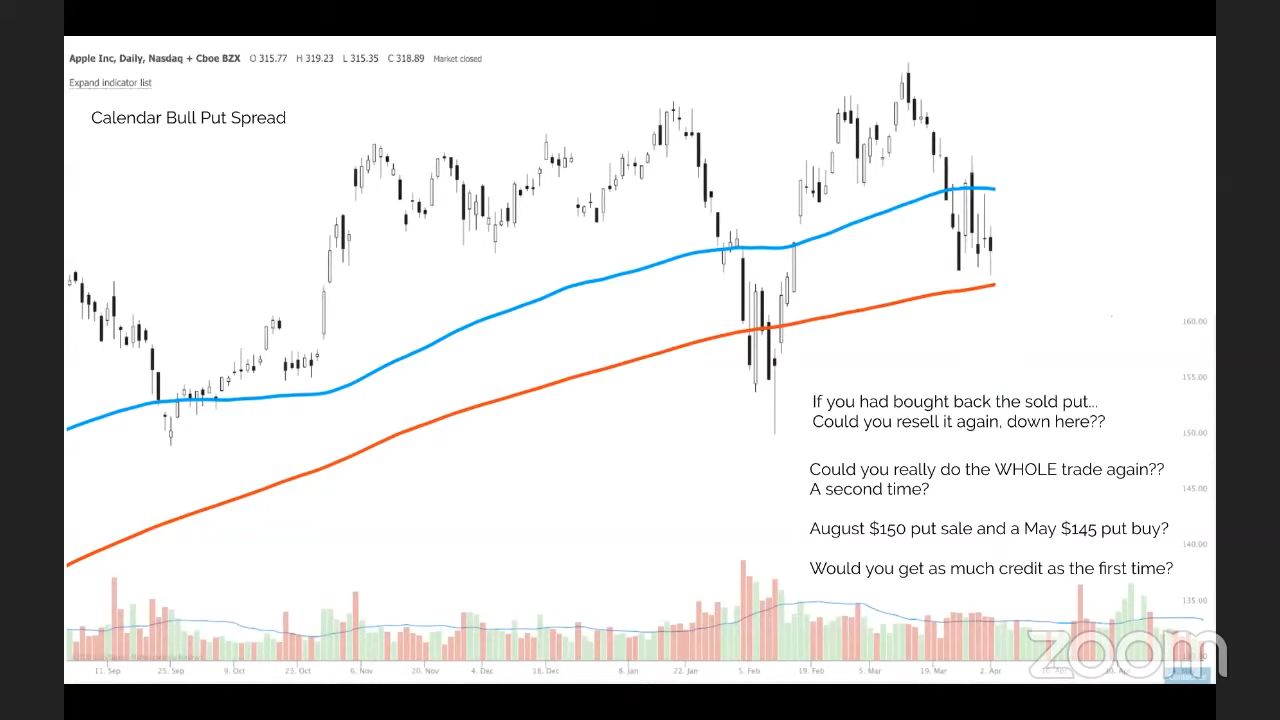 Apple Inc, Daily, Nasdaq + Cboe BZX O 315.77 H 319.23 L 315.35 C 318.89 Market closed
Expand indicator list
Calendar Bull Put Spread
160.00
155.00
150.00
145.00
140.00
135.00
If you had bought back the sold put...
Could you resell it again, down here??
Could you really do the WHOLE trade again??
A second time?
August $150 put sale and a May $145 put buy?
Would you get as much credit as the first time?
11. Sep 25. Sep 9. Oct 23. Oct 6. Nov 20. Nov 4. Dec 18. Dec 8. Jan 22. Jan 5. Feb 19. Feb 5. Mar 19. Mar 2. Apr
zoom